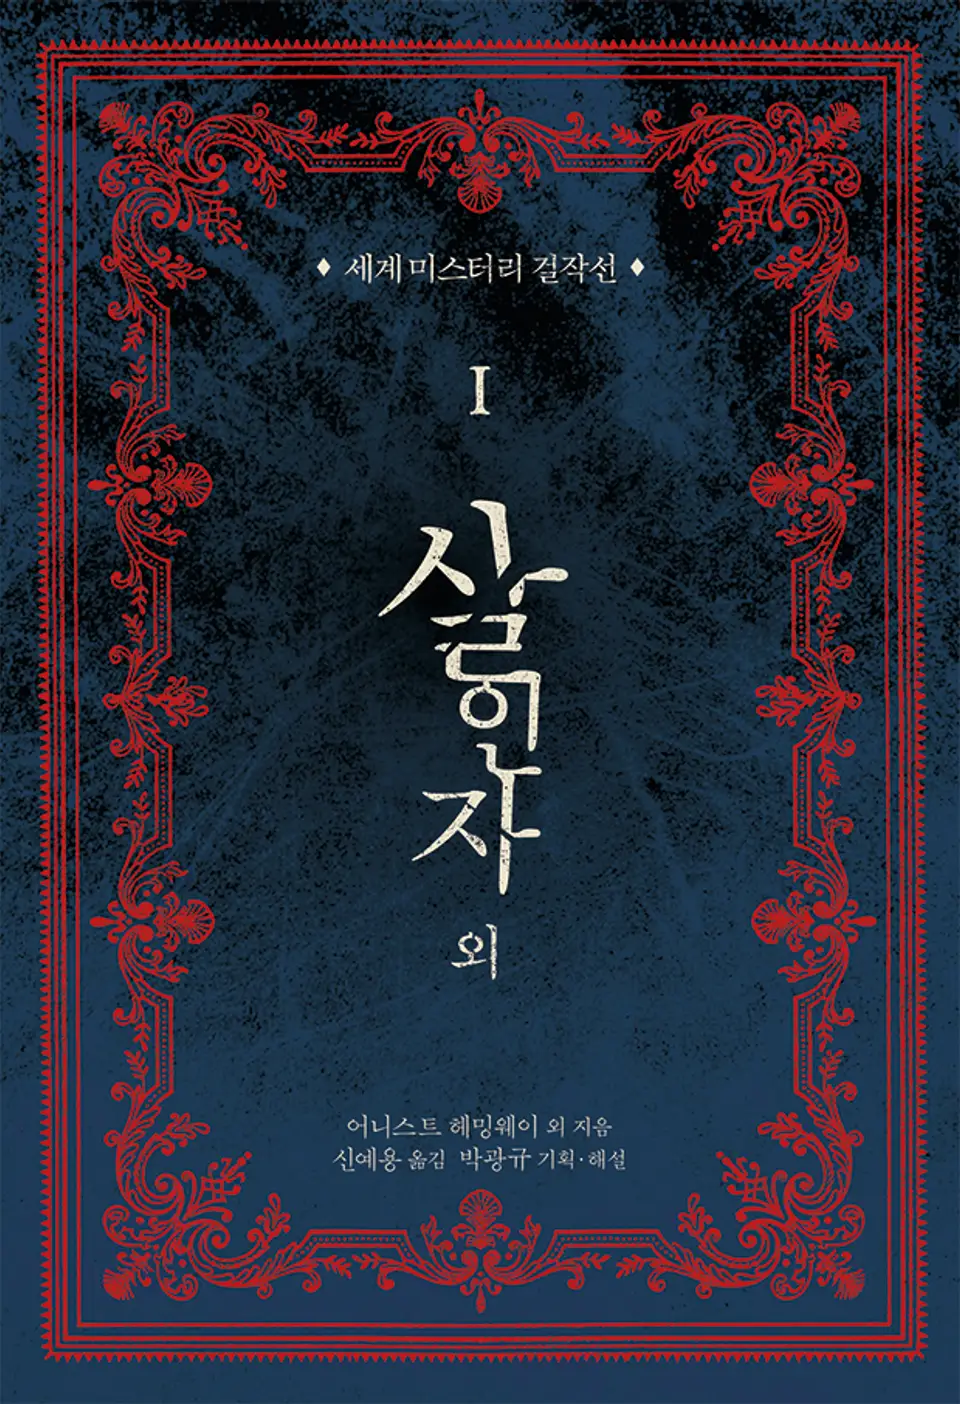 세계 미스터리 걸작선
I
살인자
외
어니스트 헤밍웨이 외 지음
신예용 옮김 박광규 기획·해설